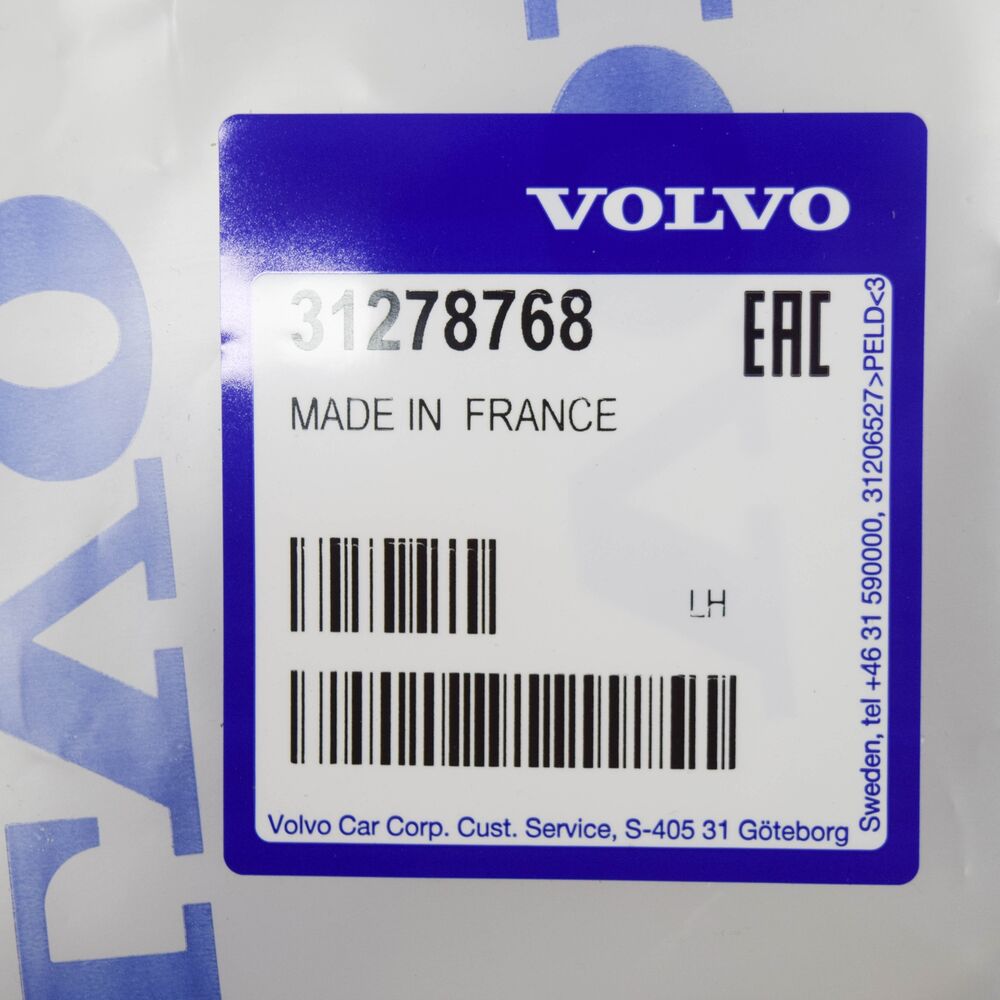 VOLVO
31278768
EAC
MADE IN FRANCE
LH
Volvo Car Corp. Cust. Service, S-405 31 Göteborg
Sweden, tel +46 31 590000, 31206527>PELD<3